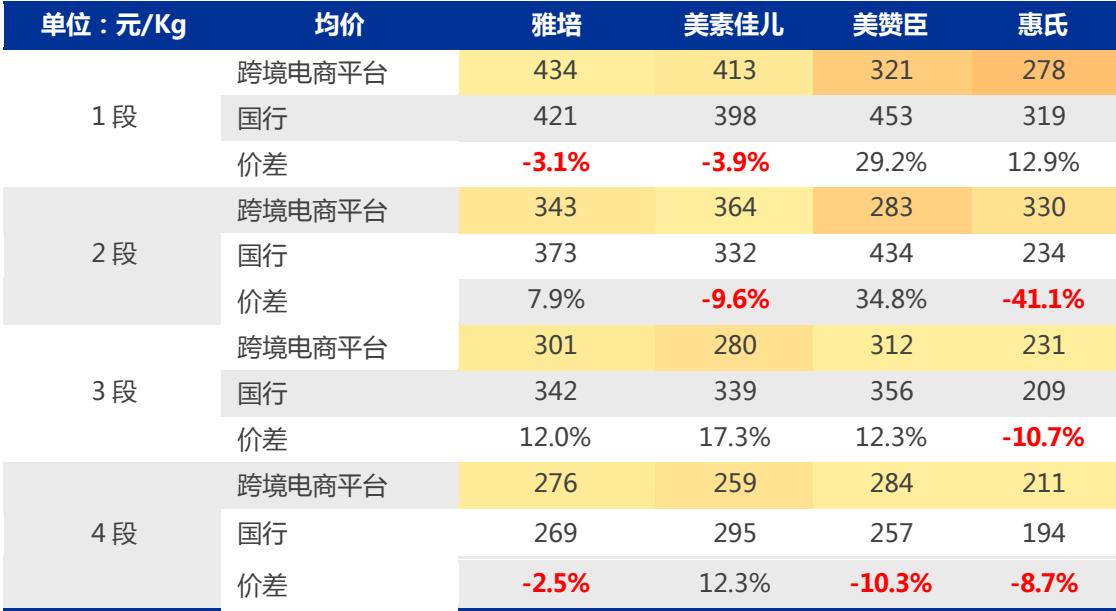 单位：元/Kg 均价 雅培 美素佳儿 美赞臣 惠氏
1 段 跨境电商平台 434 413 321 278
国行 421 398 453 319
价差 -3.1% -3.9% 29.2% 12.9%
2 段 跨境电商平台 343 364 283 330
国行 373 332 434 234
价差 7.9% -9.6% 34.8% -41.1%
3 段 跨境电商平台 301 280 312 231
国行 342 339 356 209
价差 12.0% 17.3% 12.3% -10.7%
4 段 跨境电商平台 276 259 284 211
国行 269 295 257 194
价差 -2.5% 12.3% -10.3% -8.7%